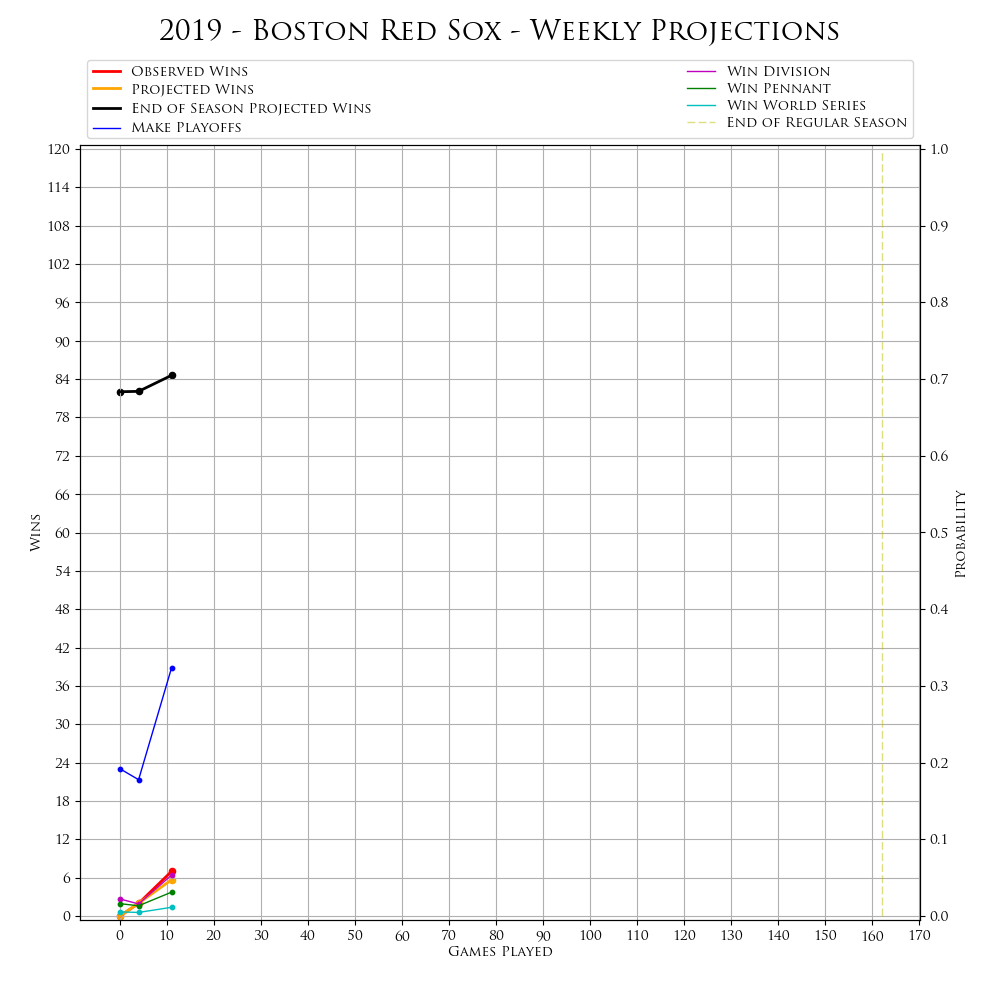 2019 - Boston Red Sox - Weekly Projections
Observed Wins
Projected Wins
End of Season Projected Wins
Make Playoffs
Win Division
Win Pennant
Win World Series
End of Regular Season
120
114
108
102
96
90
84
78
72
66
60
54
48
42
36
30
24
18
12
6
0
Wins
1.0
0.9
0.8
0.7
0.6
0.5
0.4
0.3
0.2
0.1
0.0
Probability
0 10 20 30 40 50 60 70 80 90 100 110 120 130 140 150 160 170
Games Played